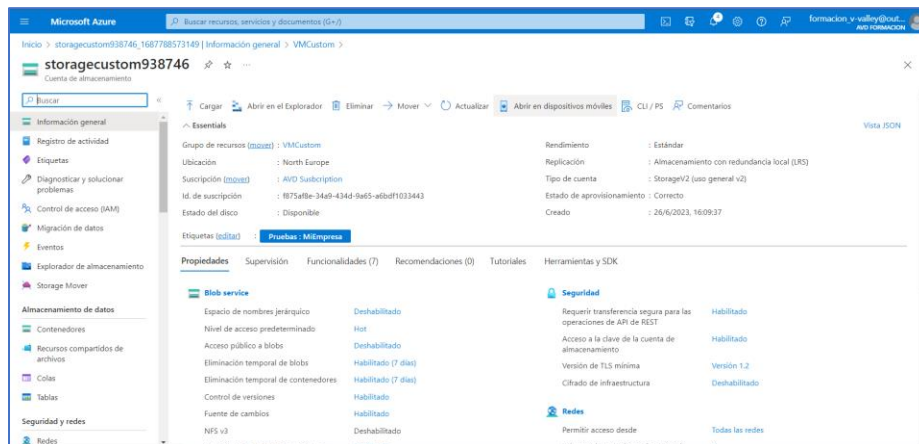 Microsoft Azure
Buscar recursos, servicios y documentos (G+/)
formacion_v-valley@out...
AVD FORMACION
Inicio > storagecustom938746_1687788573149 | Información general > VMCustom >
storagecustom938746
Cuenta de almacenamiento
Buscar
Cargar Abrir en el Explorador Eliminar Mover Actualizar Abrir en dispositivos móviles CLI / PS Comentarios
Información general
Registro de actividad
Etiquetas
Diagnosticar y solucionar problemas
Control de acceso (IAM)
Migración de datos
Eventos
Explorador de almacenamiento
Storage Mover
Almacenamiento de datos
Contenedores
Recursos compartidos de archivos
Colas
Tablas
Seguridad y redes
Redes
Essentials
Vista JSON
Grupo de recursos (mover) : VMCustom
Ubicación : North Europe
Suscripción (mover) : AVD Susbcription
Id. de suscripción : f875af8e-34a9-434d-9a65-a6bdf1033443
Estado del disco : Disponible
Rendimiento : Estándar
Replicación : Almacenamiento con redundancia local (LRS)
Tipo de cuenta : StorageV2 (uso general v2)
Estado de aprovisionamiento : Correcto
Creado : 26/6/2023, 16:09:37
Etiquetas (editar) : Pruebas : MiEmpresa
Propiedades Supervisión Funcionalidades (7) Recomendaciones (0) Tutoriales Herramientas y SDK
Blob service
Espacio de nombres jerárquico Deshabilitado
Nivel de acceso predeterminado Hot
Acceso público a blobs Deshabilitado
Eliminación temporal de blobs Habilitado (7 días)
Eliminación temporal de contenedores Habilitado (7 días)
Control de versiones Habilitado
Fuente de cambios Habilitado
NFS v3 Deshabilitado
Seguridad
Requerir transferencia segura para las operaciones de API de REST Habilitado
Acceso a la clave de la cuenta de almacenamiento Habilitado
Versión de TLS mínima Versión 1.2
Cifrado de infraestructura Deshabilitado
Redes
Permitir acceso desde Todas las redes